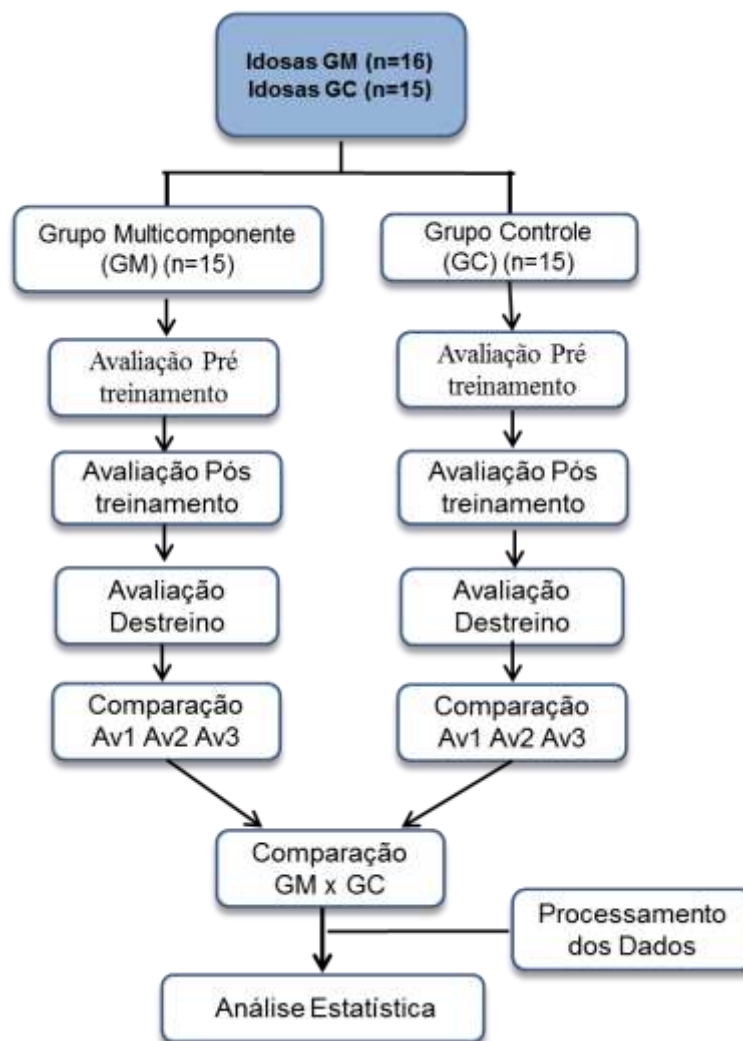 Idosas GM (n=16)
Idosas GC (n=15)
Grupo Multicomponente
(GM) (n=15)
Grupo Controle
(GC) (n=15)
Avaliação Pré
treinamento
Avaliação Pré
treinamento
Avaliação Pós
treinamento
Avaliação Pós
treinamento
Avaliação
Destreino
Avaliação
Destreino
Comparação
Av1 Av2 Av3
Comparação
Av1 Av2 Av3
Comparação
GM x GC
Processamento
dos Dados
Análise Estatística